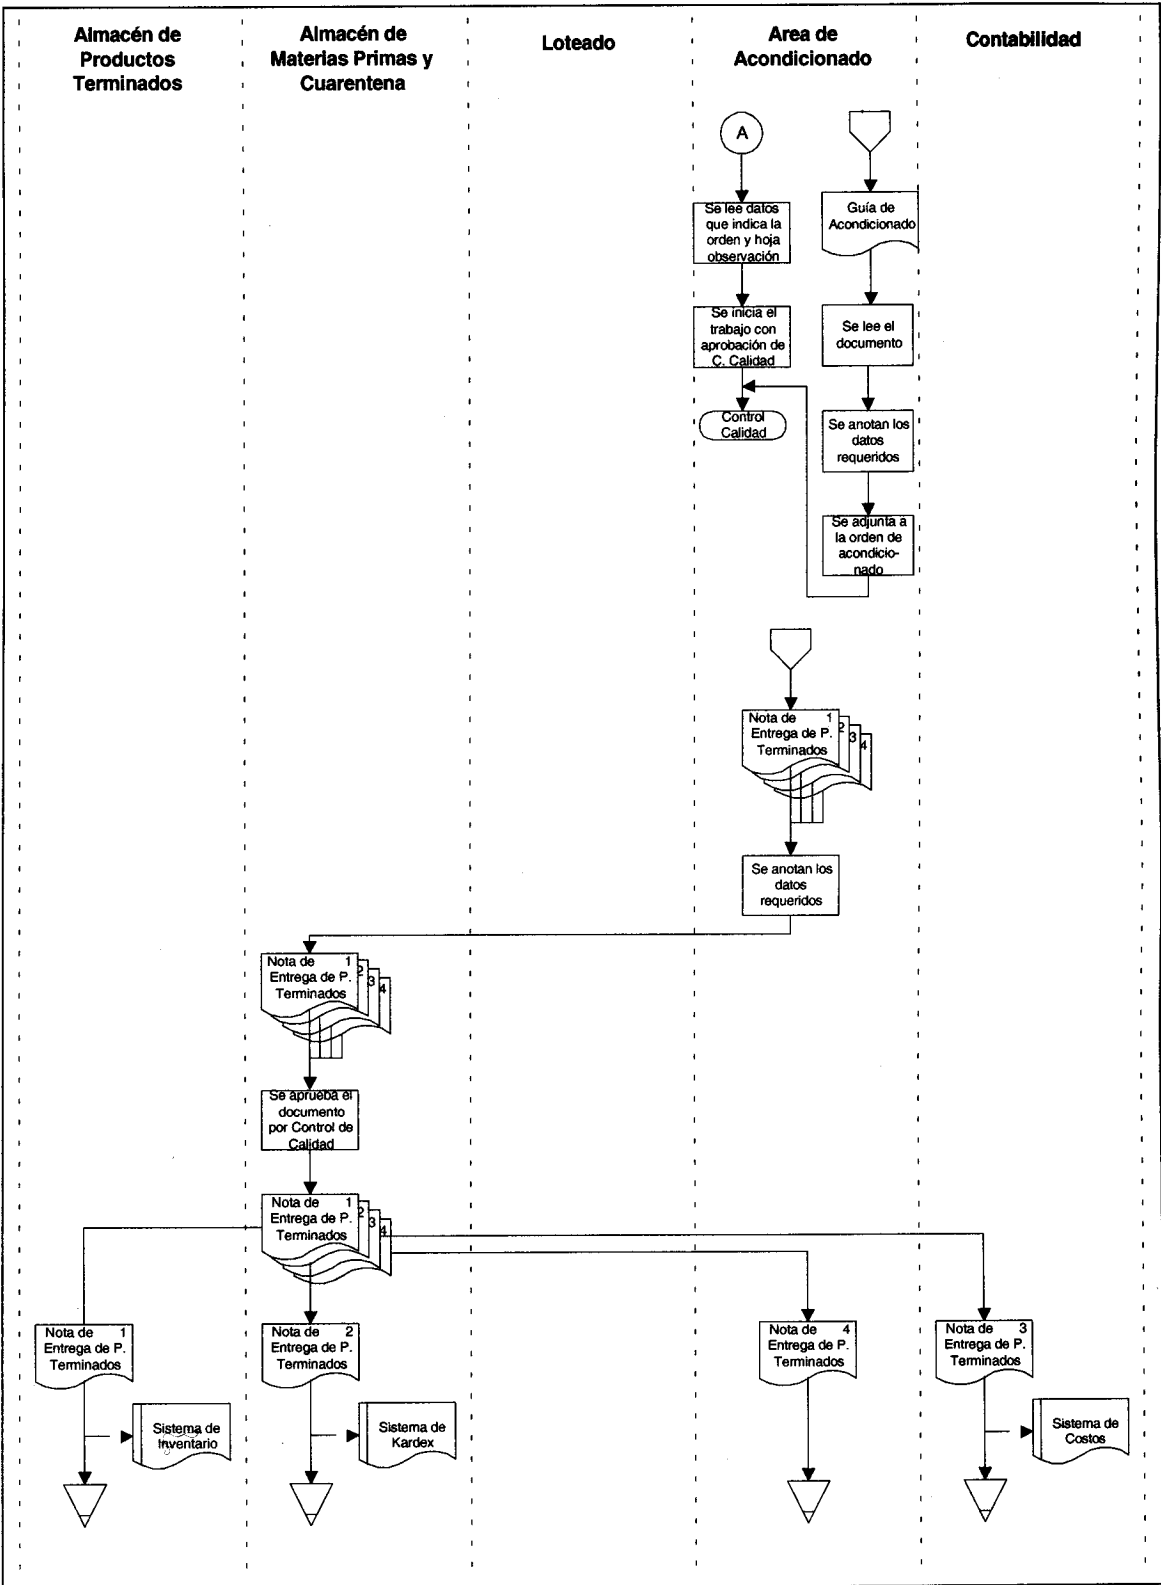 Almacén de
Productos
Terminados
Almacén de
Materias Primas y
Cuarentena
Loteado
Area de
Acondicionado
Contabilidad
A
Se lee datos
que indica la
orden y hoja
observación
Guía de
Acondicionado
Se inicia el
trabajo con
aprobación de
C. Calidad
Se lee el
documento
Control
Calidad
Se anotan los
datos
requeridos
Se adjunta a
la orden de
acondicio-
nado
Nota de 1
Entrega de P.
Terminados
2
3
4
Se anotan los
datos
requeridos
Nota de 1
Entrega de P.
Terminados
2
3
4
Se aprueba el
documento
por Control de
Calidad
Nota de 1
Entrega de P.
Terminados
2
3
4
Nota de 1
Entrega de P.
Terminados
Nota de 2
Entrega de P.
Terminados
Nota de 4
Entrega de P.
Terminados
Nota de 3
Entrega de P.
Terminados
Sistema de
Inventario
Sistema de
Kardex
Sistema de
Costos